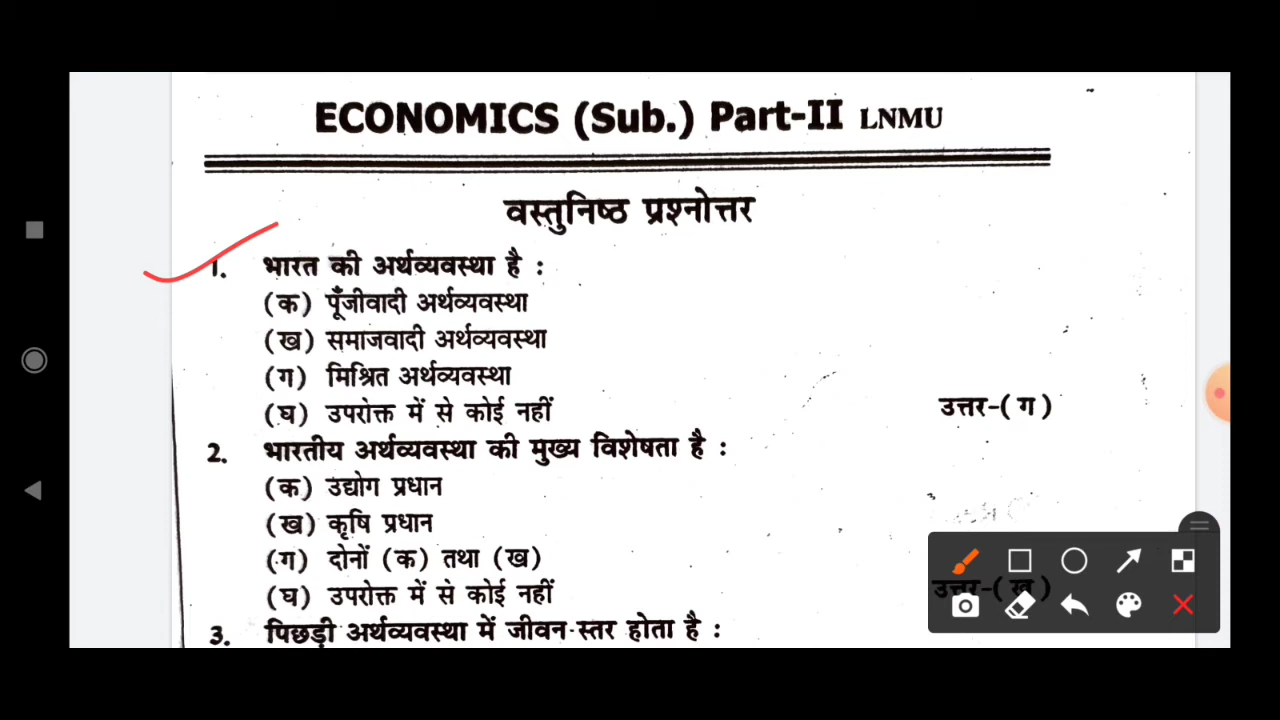 ECONOMICS (Sub.) Part-II LNMU
वस्तुनिष्ठ प्रश्नोत्तर
1. भारत की अर्थव्यवस्था है :
(क) पूँजीवादी अर्थव्यवस्था
(ख) समाजवादी अर्थव्यवस्था
(ग) मिश्रित अर्थव्यवस्था
(घ) उपरोक्त में से कोई नहीं उत्तर-(ग)
2. भारतीय अर्थव्यवस्था की मुख्य विशेषता है :
(क) उद्योग प्रधान
(ख) कृषि प्रधान
(ग) दोनों (क) तथा (ख)
(घ) उपरोक्त में से कोई नहीं उत्तर-(ख)
3. पिछड़ी अर्थव्यवस्था में जीवन-स्तर होता है :